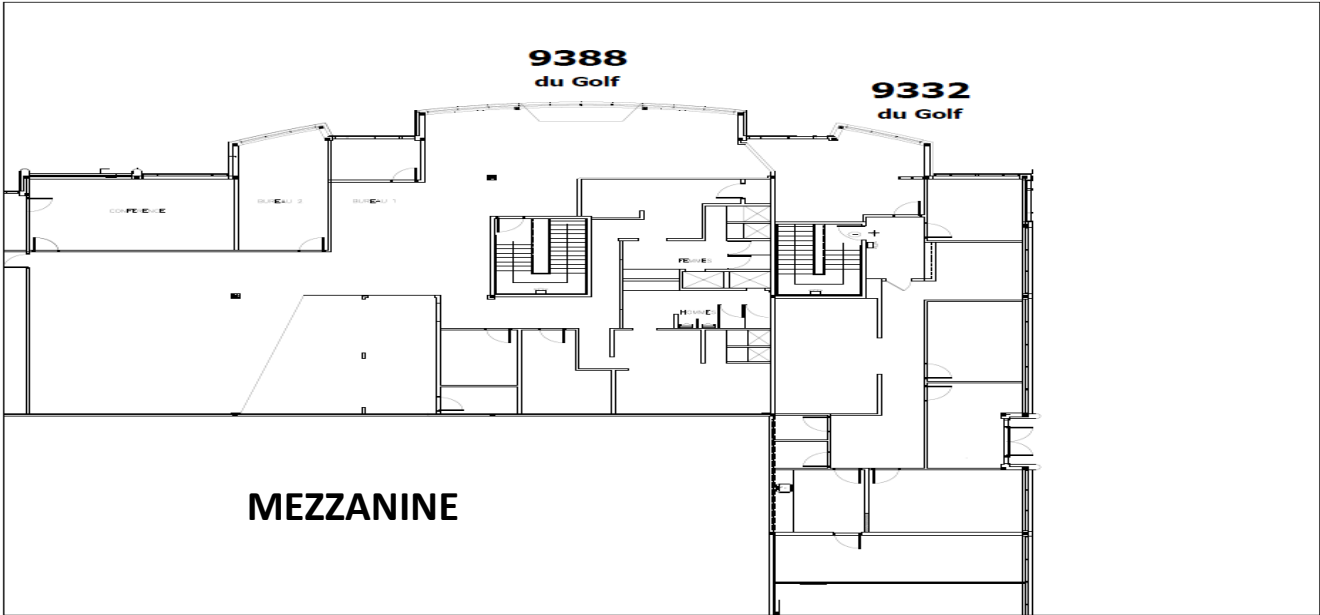 9388
du Golf
9332
du Golf
CONFERENCE
BUREAU 2
BUREAU 1
FEMMES
HOMMES
MEZZANINE